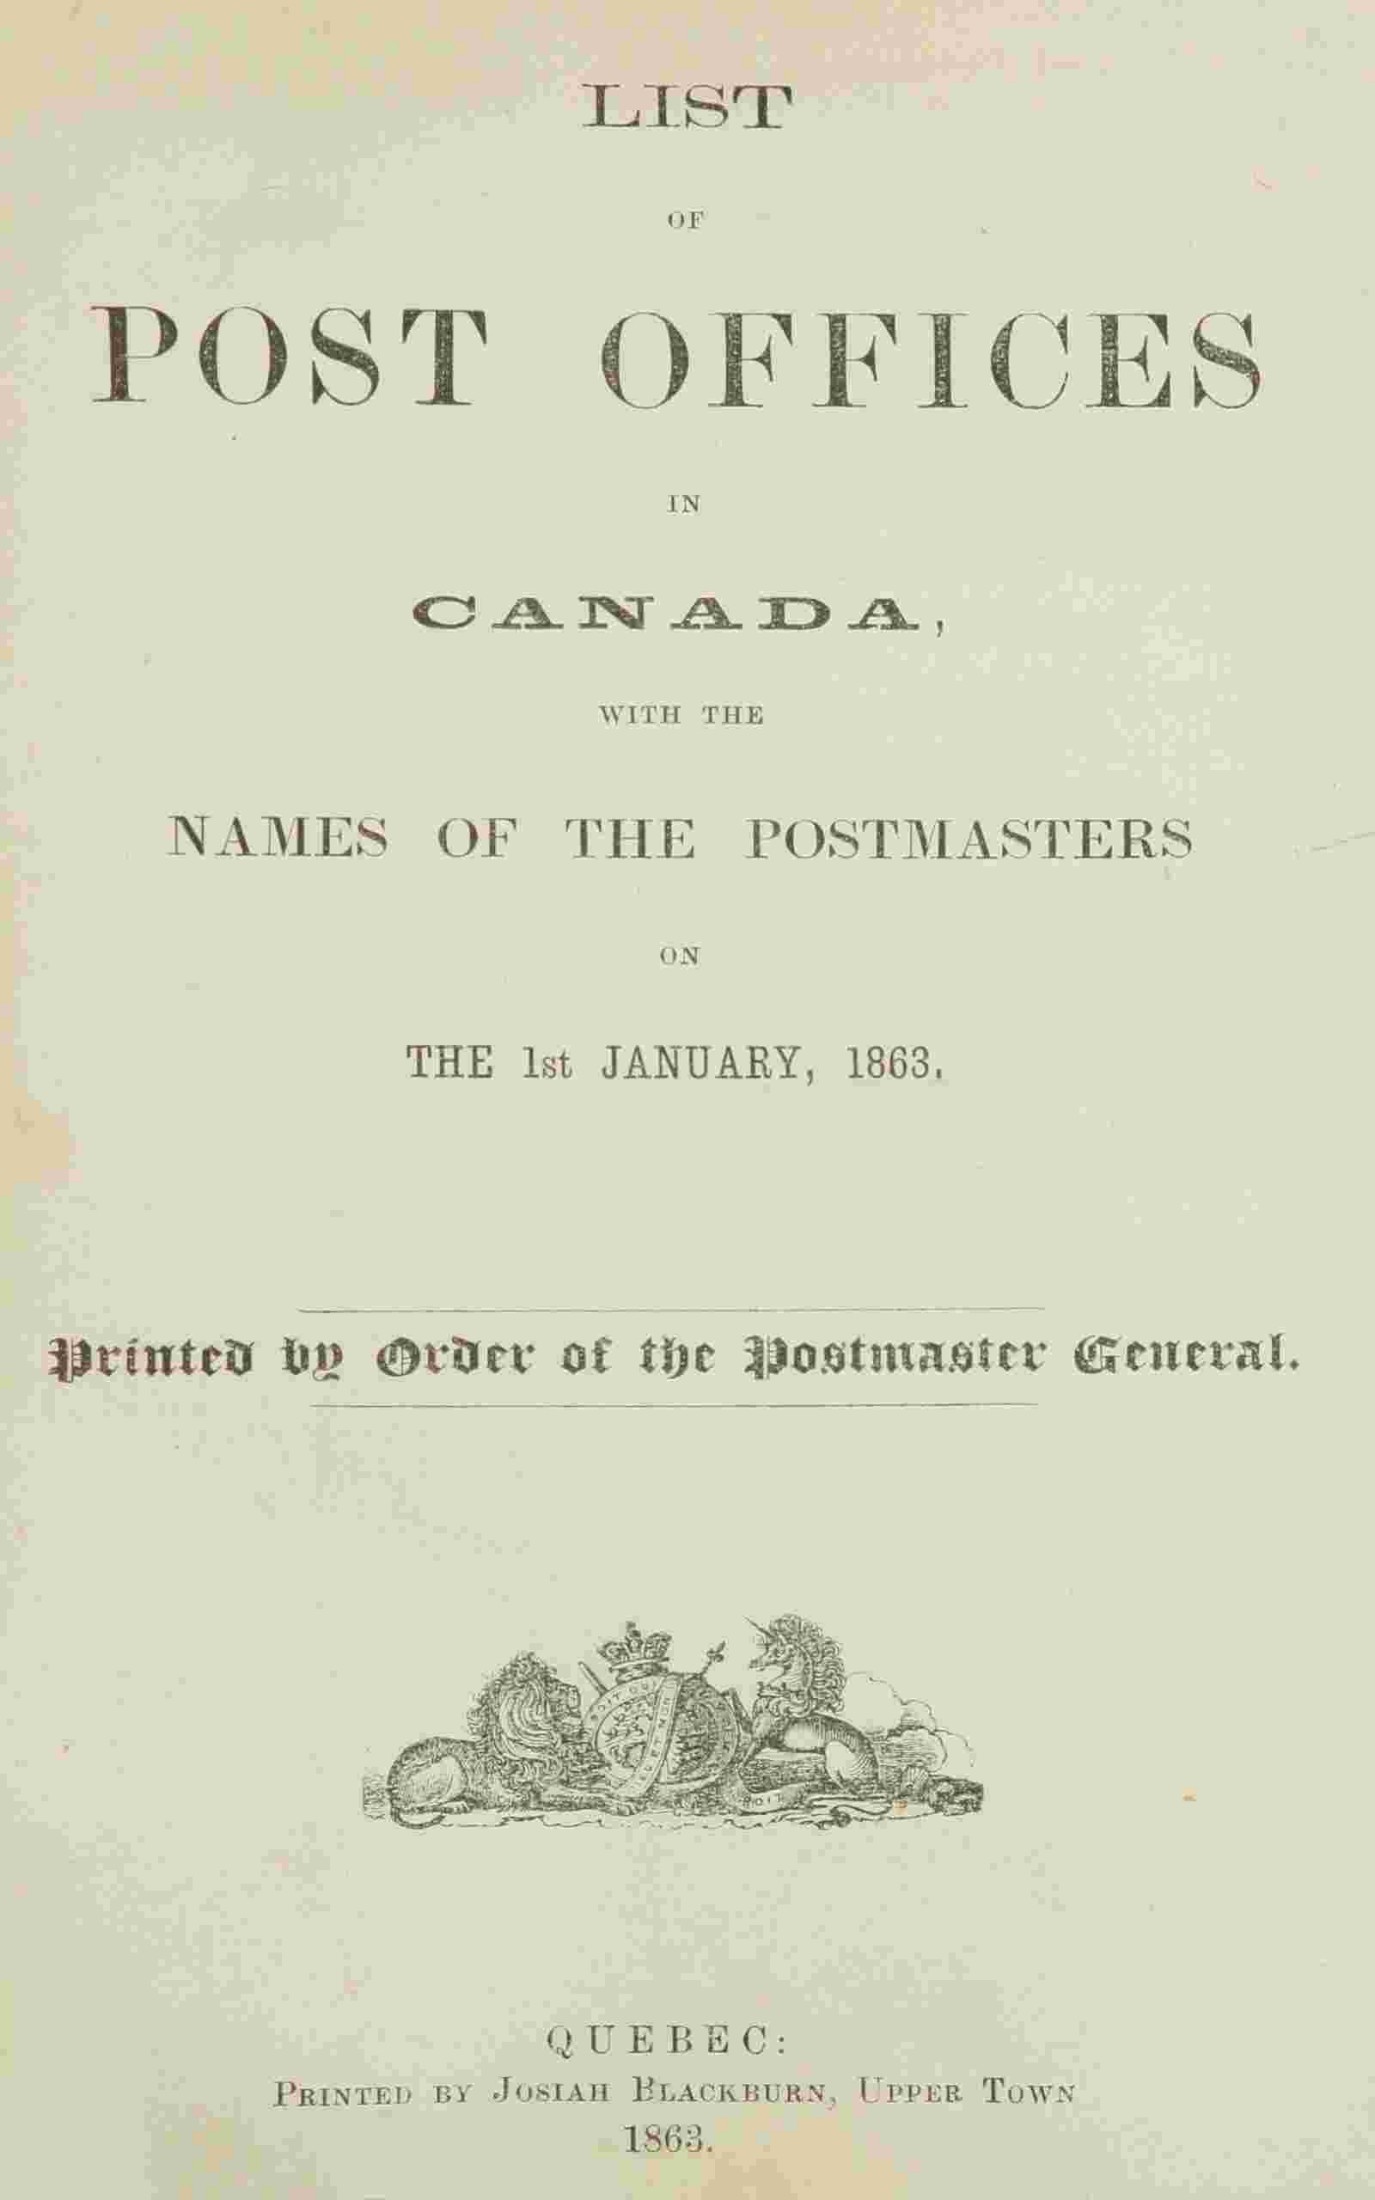 LIST
OF
POST OFFICES
IN
CANADA,
WITH THE
NAMES OF THE POSTMASTERS
ON
THE 1st JANUARY, 1863.
Printed by Order of the Postmaster General.
QUEBEC:
PRINTED BY JOSIAH BLACKBURN, UPPER TOWN
1863.